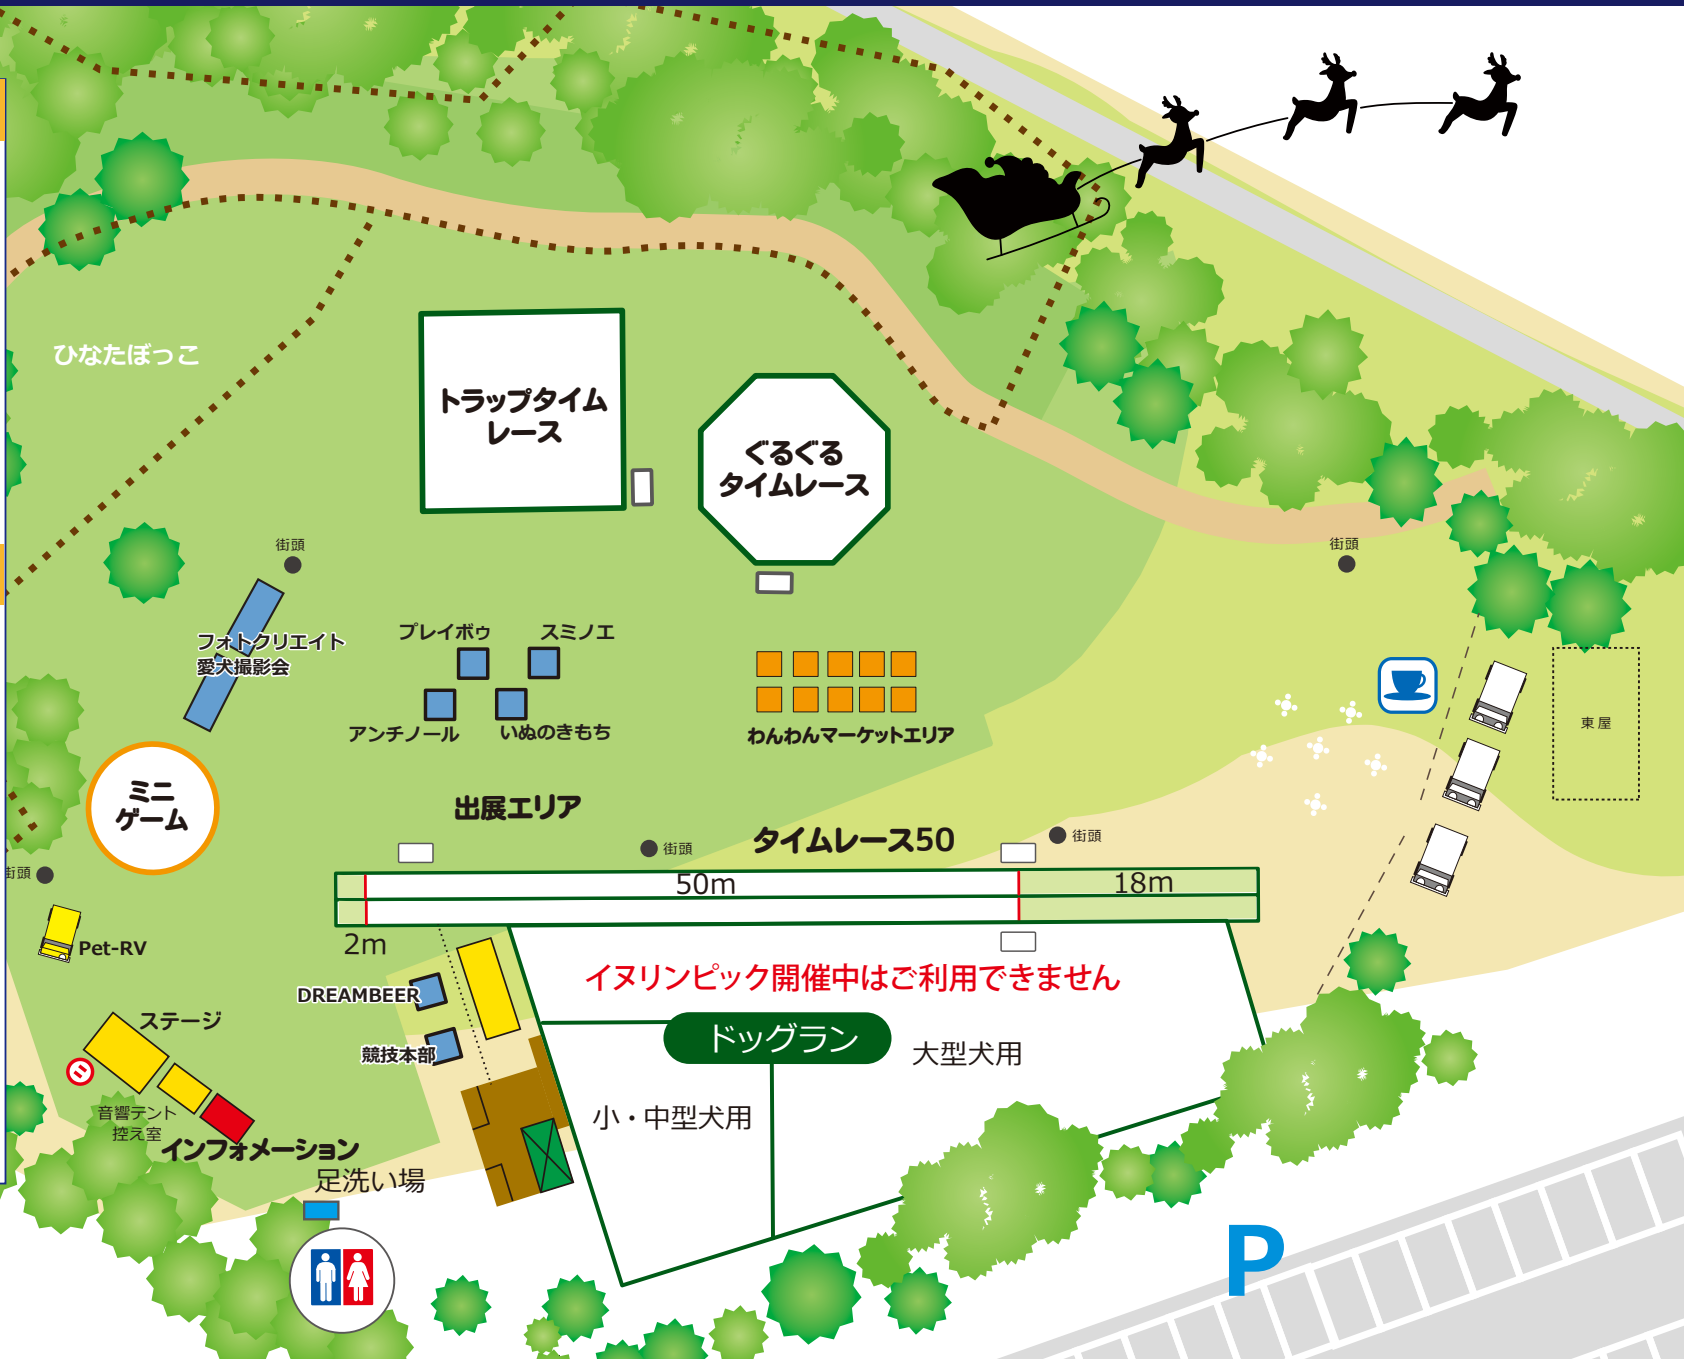 ひなたぼっこ
トラップタイム
レース
ぐるぐる
タイムレース
街頭
街頭
フォトクリエイト
愛犬撮影会
プレイボゥ
スミノエ
アンチノール
いぬのきもち
わんわんマーケットエリア
東屋
ミニ
ゲーム
出展エリア
タイムレース50
街頭
街頭
街頭
50m
18m
2m
Pet-RV
イヌリンピック開催中はご利用できません
DREAMBEER
ステージ
ドッグラン
競技本部
大型犬用
音響テント
控え室
小・中型犬用
インフォメーション
足洗い場
P